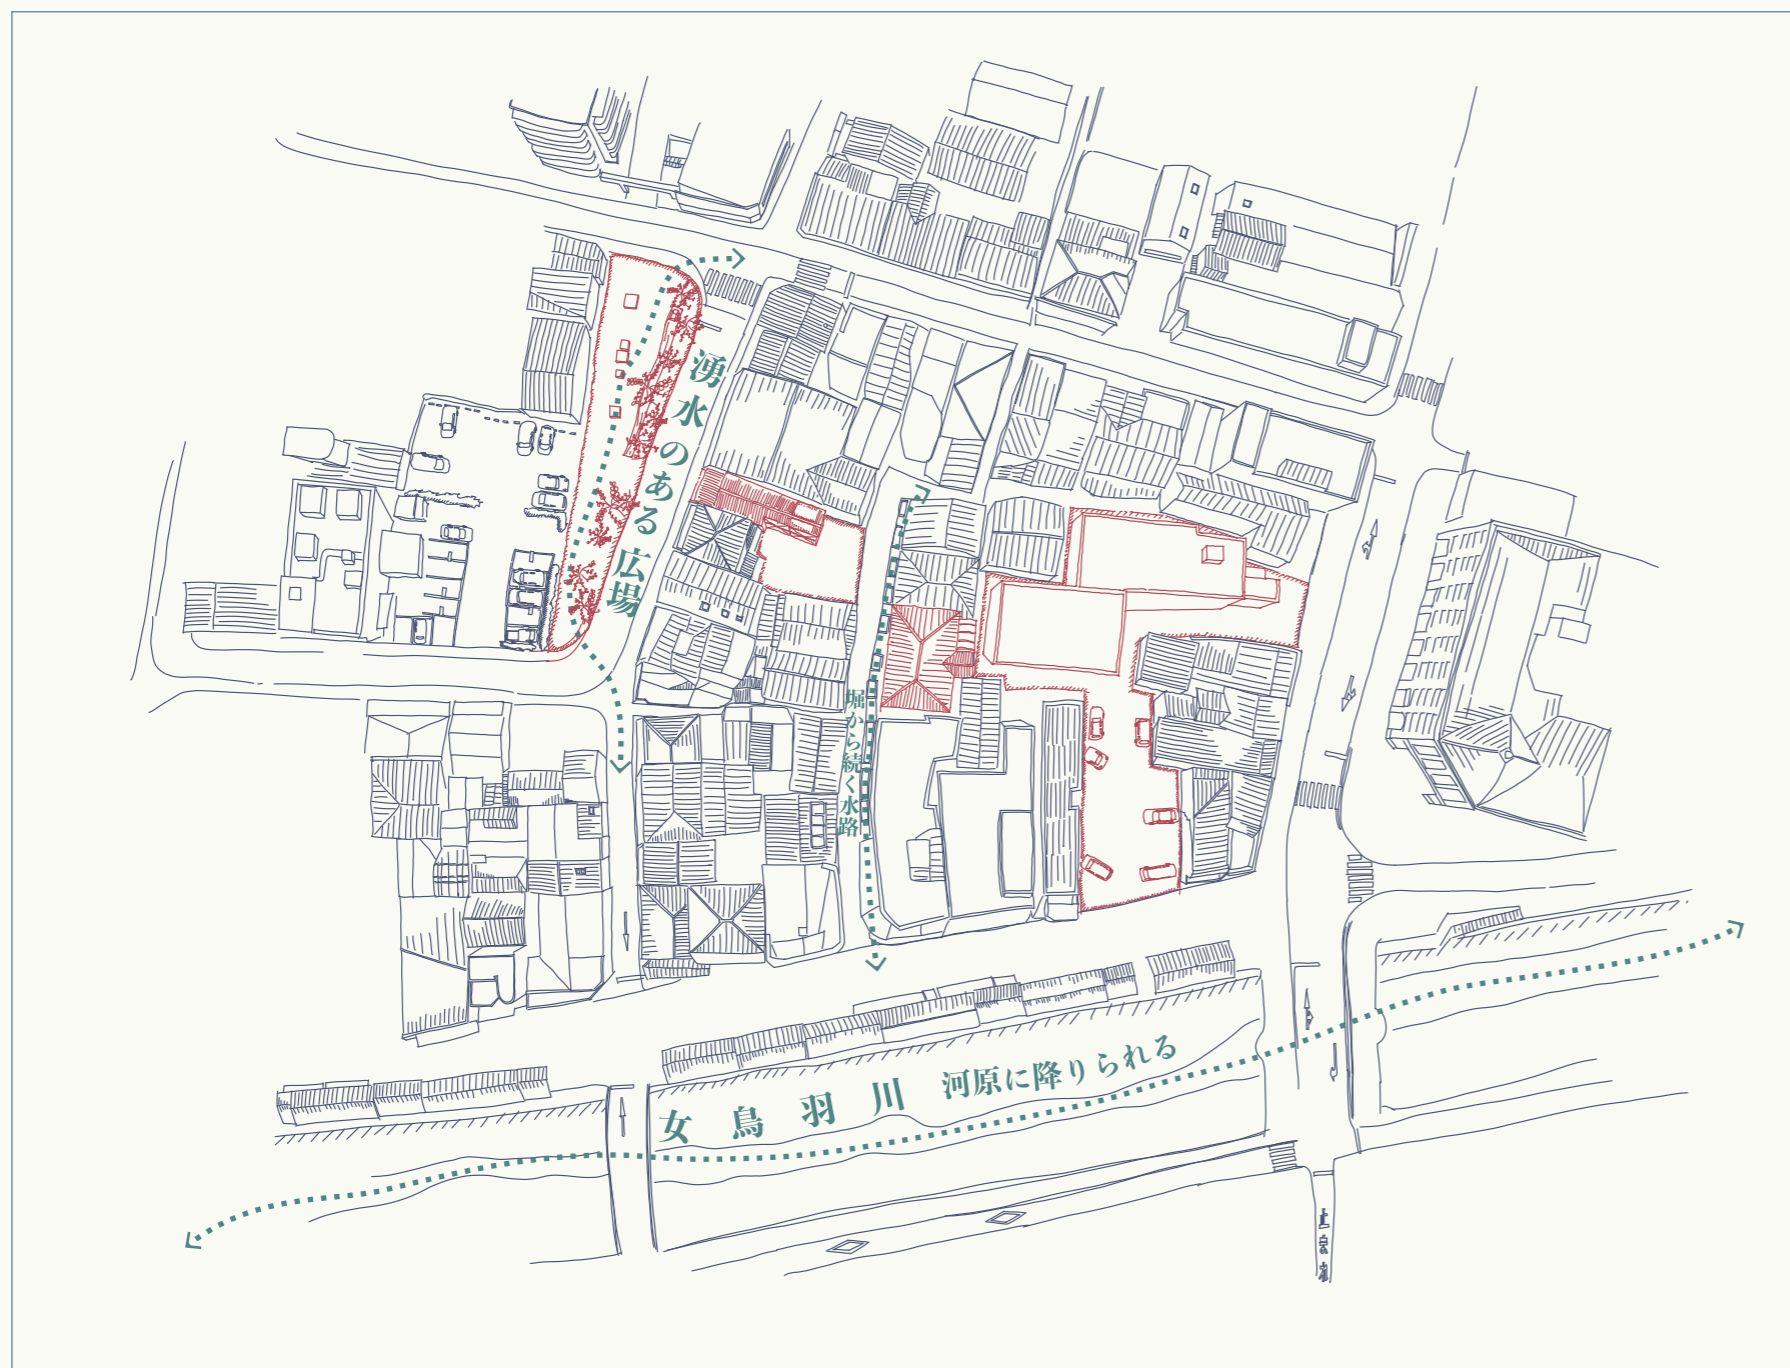 湧水のある広場
堀から続く水路
女鳥羽川 河原に降りられる